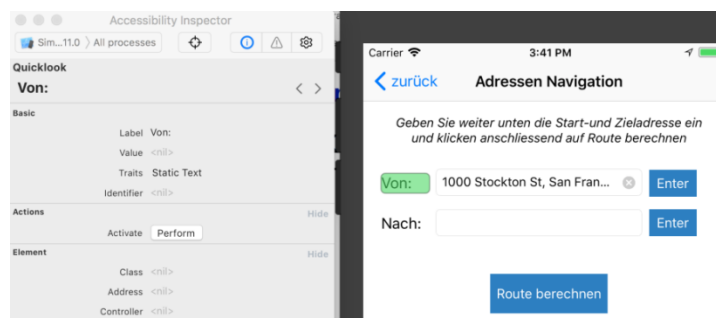 Accessibility Inspector
Sim...11.0 〉 All processes
Quicklook
Von:
Basic
Label Von:
Value <nil>
Traits Static Text
Identifier <nil>
Actions Hide
Activate Perform
Element Hide
Class <nil>
Address <nil>
Controller <nil>
Carrier 3:41 PM
zurück Adressen Navigation
Geben Sie weiter unten die Start-und Zieladresse ein
und klicken anschliessend auf Route berechnen
Von: 1000 Stockton St, San Fran... Enter
Nach: Enter
Route berechnen